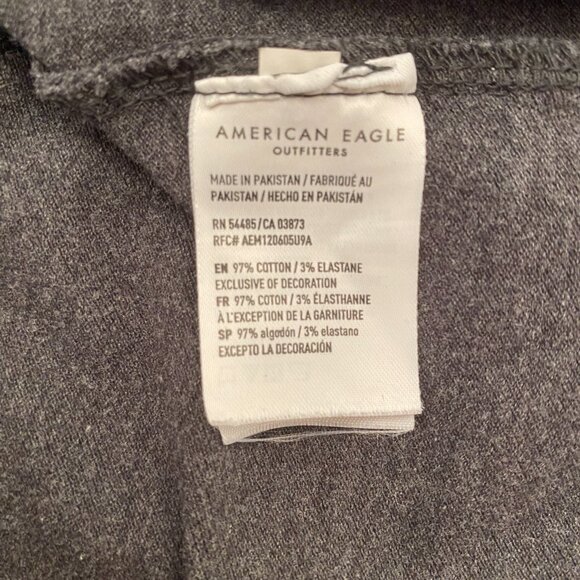 AMERICAN EAGLE
OUTFITTERS
MADE IN PAKISTAN / FABRIQUÉ AU
PAKISTAN / HECHO EN PAKISTÁN
RN 54485/CA 03873
RFC# AEM120605U9A
EN 97% COTTON / 3% ELASTANE
EXCLUSIVE OF DECORATION
FR 97% COTON / 3% ÉLASTHANNE
À L'EXCEPTION DE LA GARNITURE
SP 97% algodón / 3% elastano
EXCEPTO LA DECORACIÓN